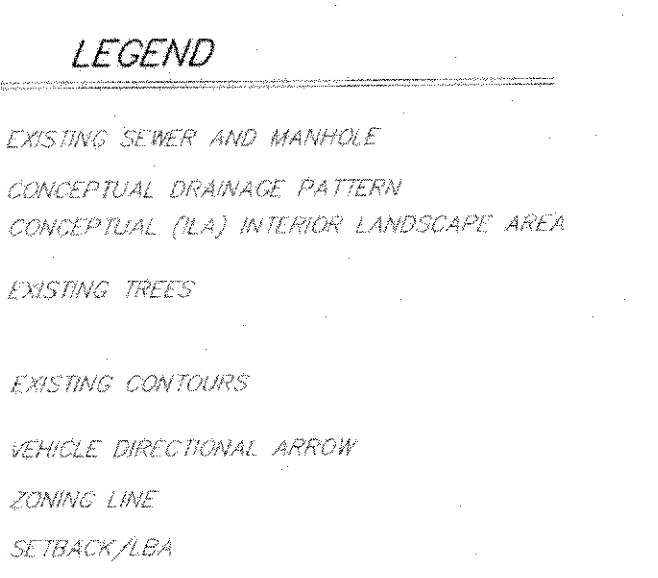 LEGEND
EXISTING SEWER AND MANHOLE
CONCEPTUAL DRAINAGE PATTERN
CONCEPTUAL (ILA) INTERIOR LANDSCAPE AREA
EXISTING TREES
EXISTING CONTOURS
VEHICLE DIRECTIONAL ARROW
ZONING LINE
SETBACK/LBA